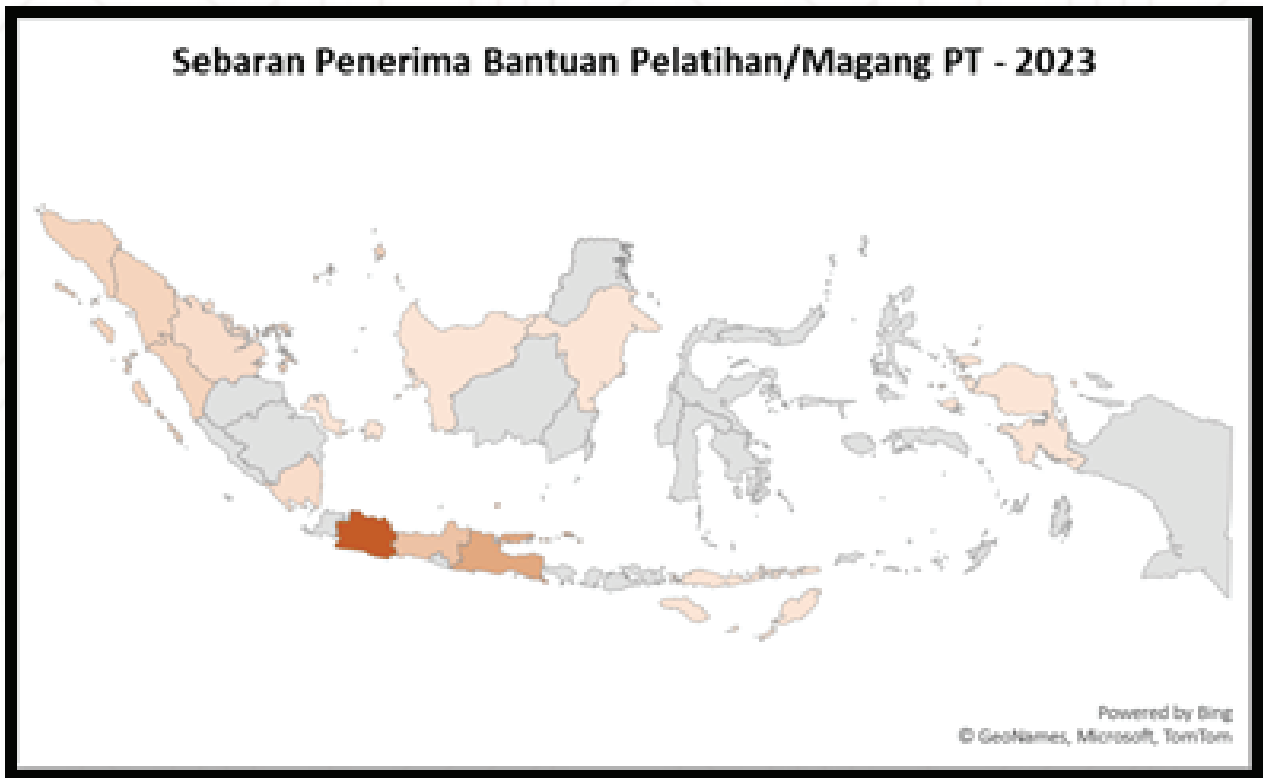 Sebaran Penerima Bantuan Pelatihan/Magang PT - 2023
Powered by Bing
© GeoNames, Microsoft, TomTom